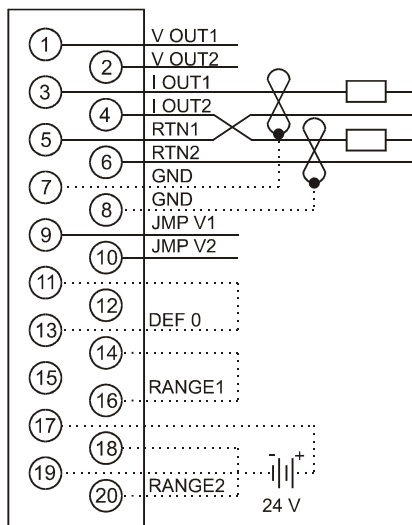 1 V OUT1
2 V OUT2
3 I OUT1
4 I OUT2
5 RTN1
6 RTN2
7 GND
8 GND
9 JMP V1
10 JMP V2
11
12
13 DEF 0
14
15
16 RANGE1
17
18
19 - +
20 RANGE2
24 V